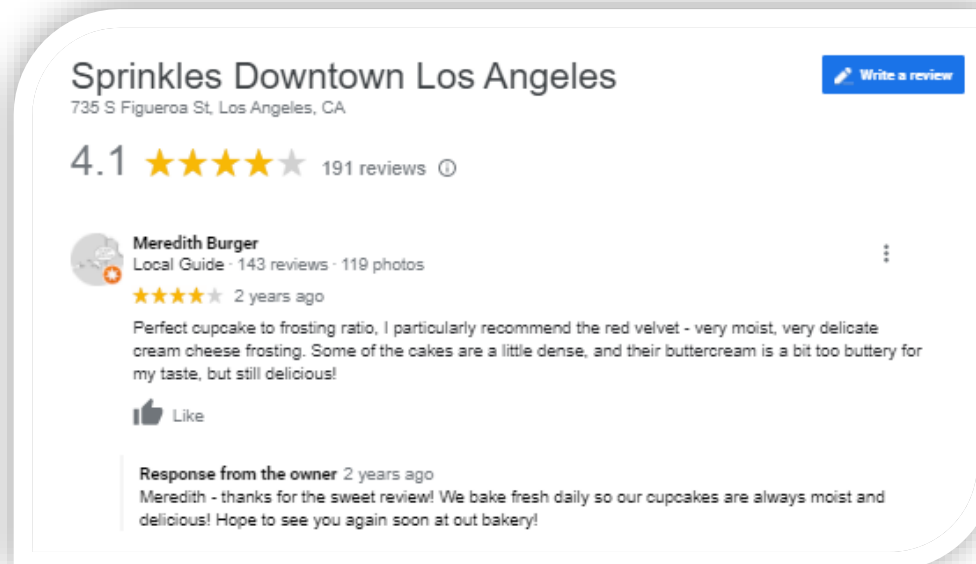 Sprinkles Downtown Los Angeles
Write a review
735 S Figueroa St, Los Angeles, CA
4.1 191 reviews
Meredith Burger
Local Guide · 143 reviews · 119 photos
2 years ago
Perfect cupcake to frosting ratio, I particularly recommend the red velvet - very moist, very delicate
cream cheese frosting. Some of the cakes are a little dense, and their buttercream is a bit too buttery for
my taste, but still delicious!
Like
Response from the owner 2 years ago
Meredith - thanks for the sweet review! We bake fresh daily so our cupcakes are always moist and
delicious! Hope to see you again soon at out bakery!